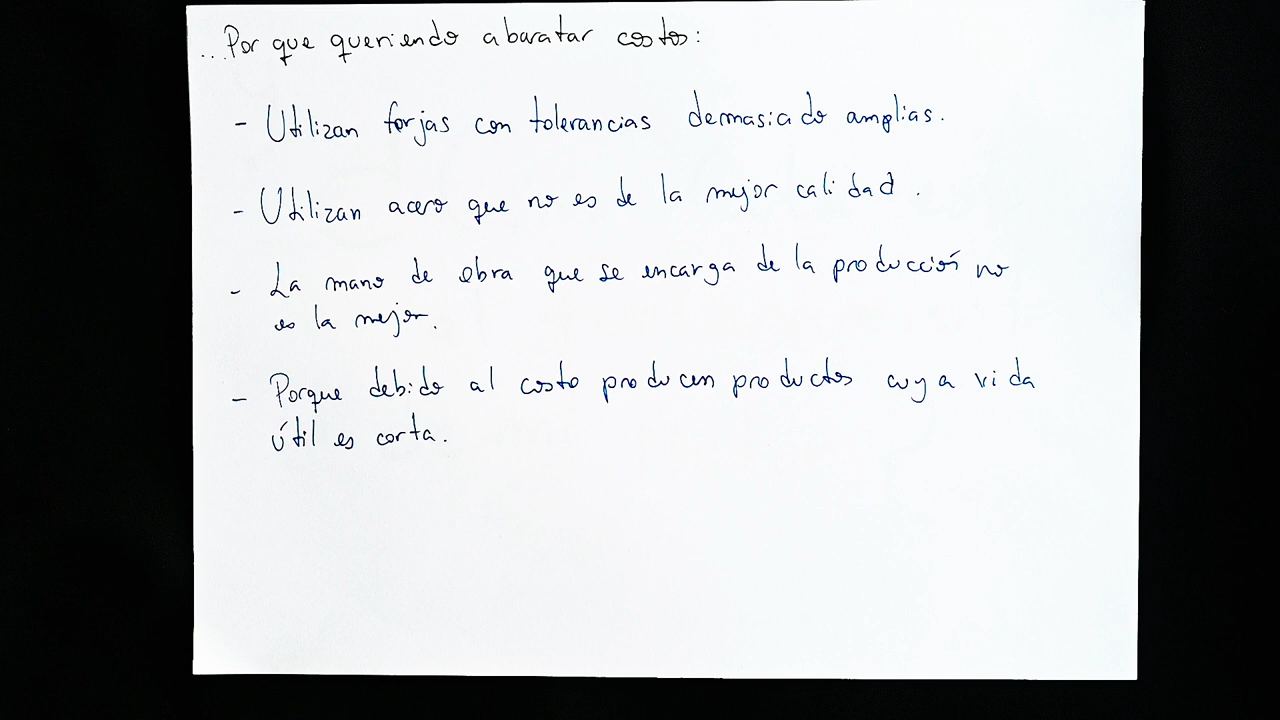 ...Por que queriendo abaratar costos:
- Utilizan forjas con tolerancias demasiado amplias.
- Utilizan acero que no es de la mejor calidad.
- La mano de obra que se encarga de la producción no
es la mejor.
- Porque debido al costo producen productos cuya vida
útil es corta.